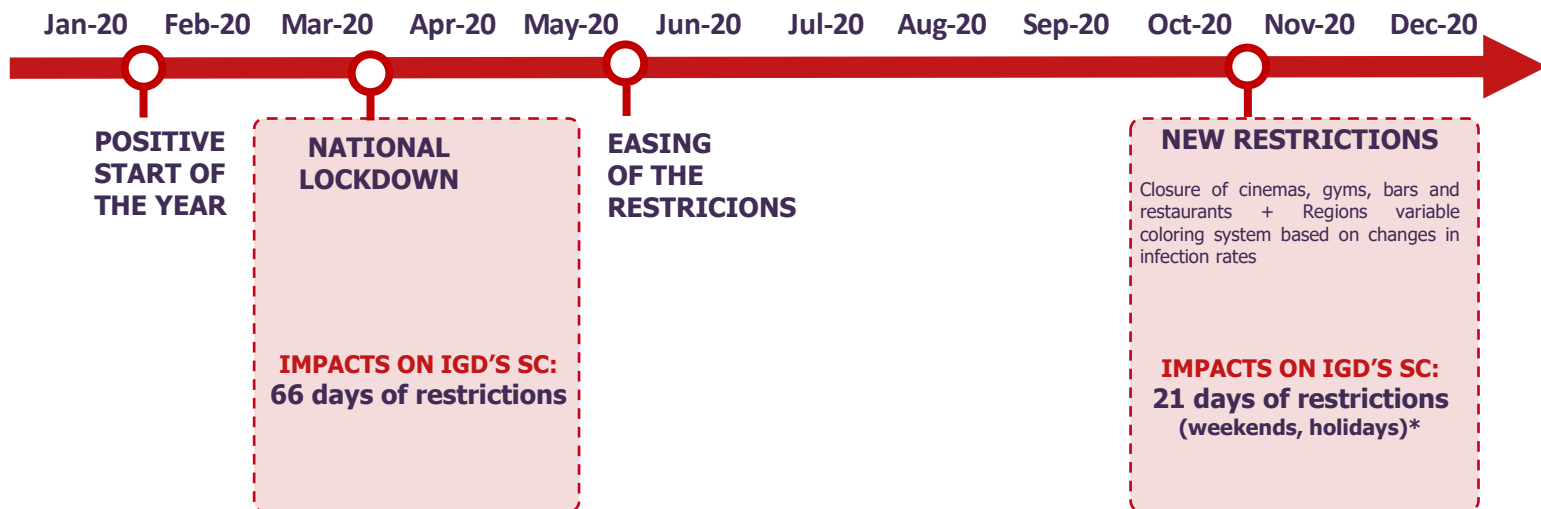 Jan-20 Feb-20 Mar-20 Apr-20 May-20 Jun-20 Jul-20 Aug-20 Sep-20 Oct-20 Nov-20 Dec-20
POSITIVE
START OF
THE YEAR
NATIONAL
LOCKDOWN
IMPACTS ON IGD'S SC:
66 days of restrictions
EASING
OF THE
RESTRICIONS
NEW RESTRICTIONS
Closure of cinemas, gyms, bars and
restaurants + Regions variable
coloring system based on changes in
infection rates
IMPACTS ON IGD'S SC:
21 days of restrictions
(weekends, holidays)*